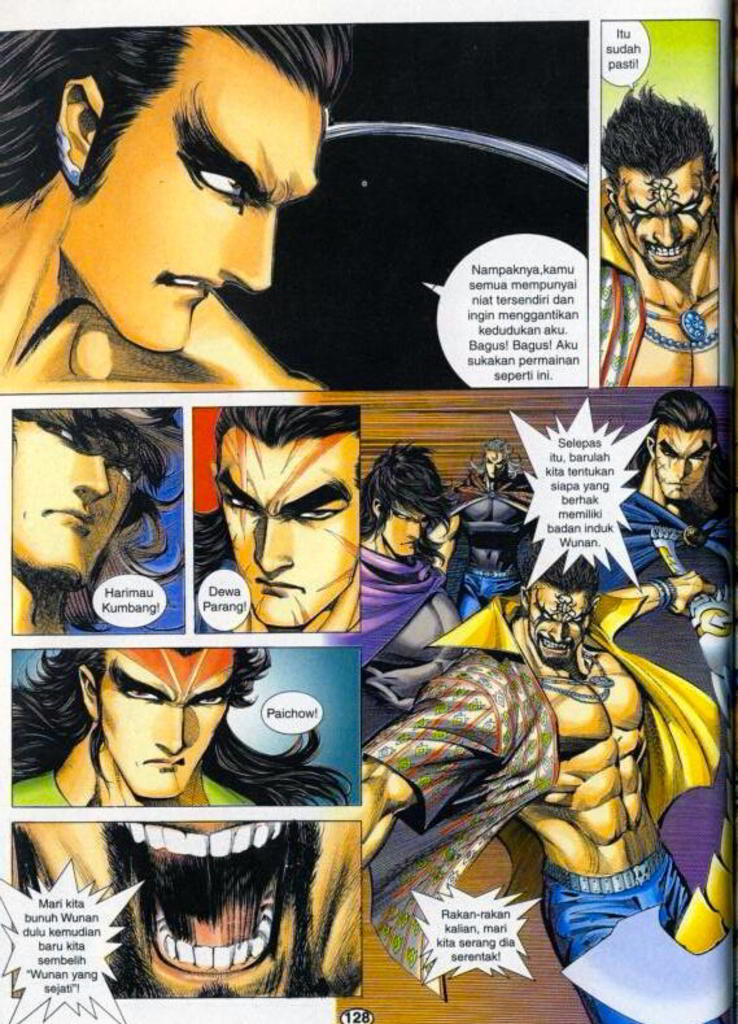 Nampaknya,kamu
semua mempunyai
niat tersendiri dan
ingin menggantikan
kedudukan aku.
Bagus! Bagus! Aku
sukakan permainan
seperti ini.
Itu
sudah
pasti!
Harimau
Kumbang!
Dewa
Parang!
Paichow!
Mari kita
bunuh Wunan
dulu kemudian
baru kita
sembelih
"Wunan yang
sejati"!
Selepas
itu, barulah
kita tentukan
siapa yang
berhak
memiliki
badan induk
Wunan.
Rakan-rakan
kalian, mari
kita serang dia
serentak!
128